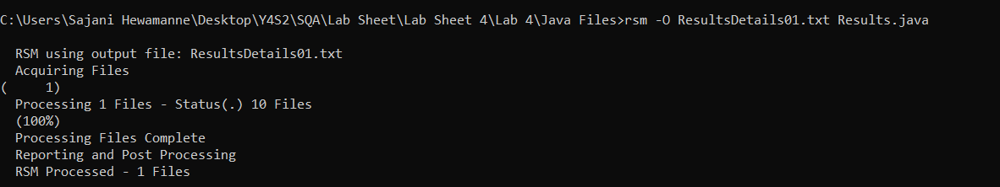 C:\Users\Sajani Hewamanne\Desktop\Y4S2\SQA\Lab Sheet\Lab Sheet 4\Lab 4\Java Files>rsm -O ResultsDetails01.txt Results.java
RSM using output file: ResultsDetails01.txt
Acquiring Files
(     1)
Processing 1 Files - Status(.) 10 Files
(100%)
Processing Files Complete
Reporting and Post Processing
RSM Processed - 1 Files